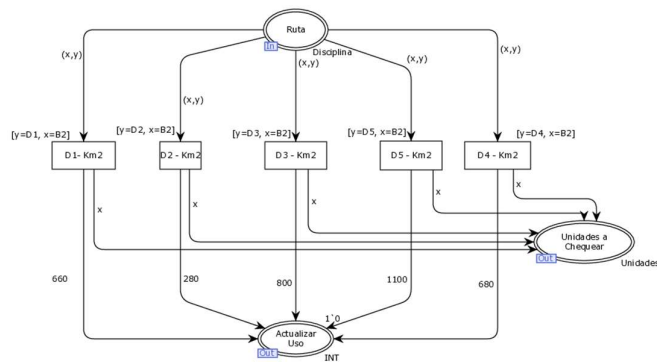 Ruta
In
Disciplina
(x,y)
(x,y)
(x,y)
(x,y)
(x,y)
[y=D1, x=B2]
[y=D2, x=B2]
[y=D3, x=B2]
[y=D5, x=B2]
[y=D4, x=B2]
D1- Km2
D2 - Km2
D3 - Km2
D5 - Km2
D4 - Km2
x
x
x
x
x
Unidades a
Chequear
Out
Unidades
660
280
800
1100
680
1`0
Actualizar
Uso
Out
INT